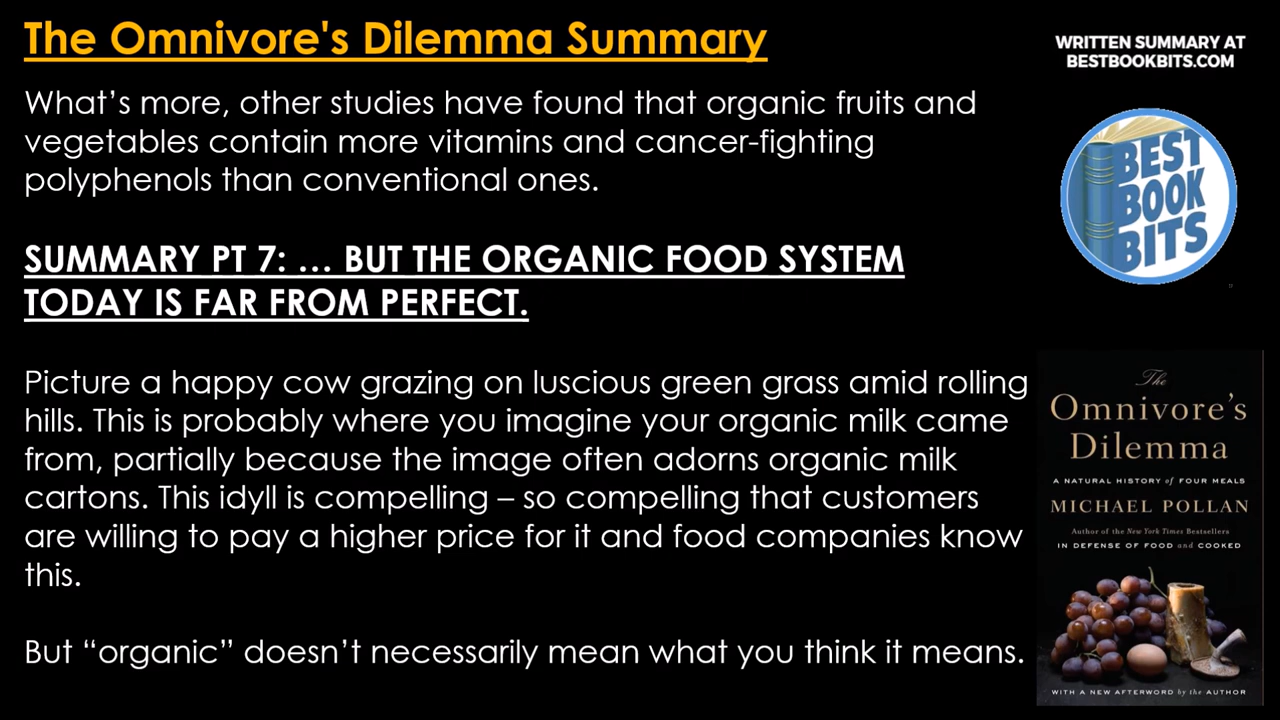 The Omnivore's Dilemma Summary
WRITTEN SUMMARY AT
BESTBOOKBITS.COM
What’s more, other studies have found that organic fruits and
vegetables contain more vitamins and cancer-fighting
polyphenols than conventional ones.
BEST
BOOK
BITS
SUMMARY PT 7: … BUT THE ORGANIC FOOD SYSTEM
TODAY IS FAR FROM PERFECT.
Picture a happy cow grazing on luscious green grass amid rolling
hills. This is probably where you imagine your organic milk came
from, partially because the image often adorns organic milk
cartons. This idyll is compelling – so compelling that customers
are willing to pay a higher price for it and food companies know
this.
But “organic” doesn’t necessarily mean what you think it means.
The
Omnivore’s
Dilemma
A NATURAL HISTORY of FOUR MEALS
MICHAEL POLLAN
Author of the New York Times Bestsellers
IN DEFENSE OF FOOD and COOKED
WITH A NEW AFTERWORD by the AUTHOR